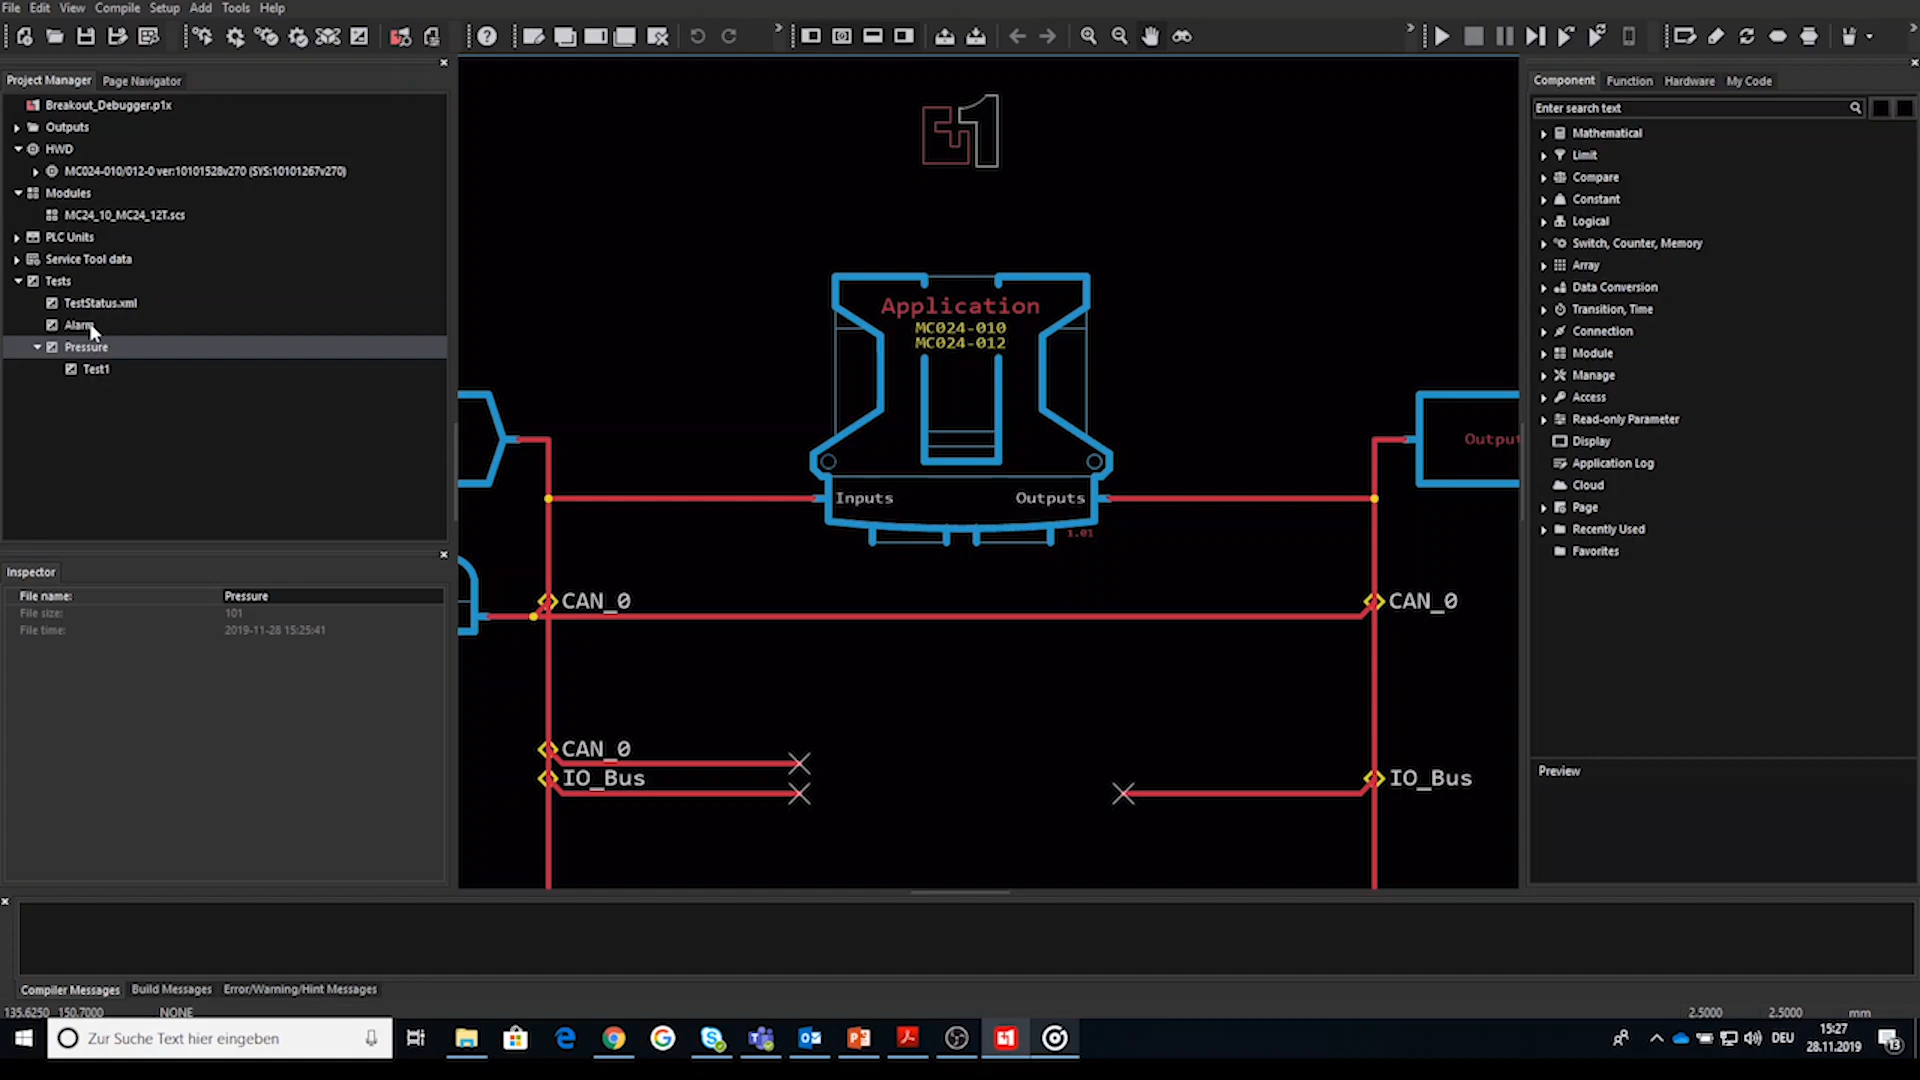 File Edit View Compile Setup Add Tools Help
Project Manager Page Navigator
Breakout_Debugger.p1x
Outputs
HWD
MC024-010/012-0 ver:10101528v270 (SYS:10101267v270)
Modules
MC24_10_MC24_12T.scs
PLC Units
Service Tool data
Tests
TestStatus.xml
Alarm
Pressure
Test1
Inspector
File name: Pressure
File size: 101
File time: 2019-11-28 15:25:41
1
Application
MC024-010
MC024-012
Inputs Outputs
1.01
Output
CAN_0 CAN_0
CAN_0
IO_Bus IO_Bus
Component Function Hardware My Code
Enter search text
Mathematical
Limit
Compare
Constant
Logical
Switch, Counter, Memory
Array
Data Conversion
Transition, Time
Connection
Module
Manage
Access
Read-only Parameter
Display
Application Log
Cloud
Page
Recently Used
Favorites
Preview
Compiler Messages Build Messages Error/Warning/Hint Messages
135.6250 150.7000 NONE 2.5000 2.5000 mm
Zur Suche Text hier eingeben
DEU
15:27
28.11.2019
13